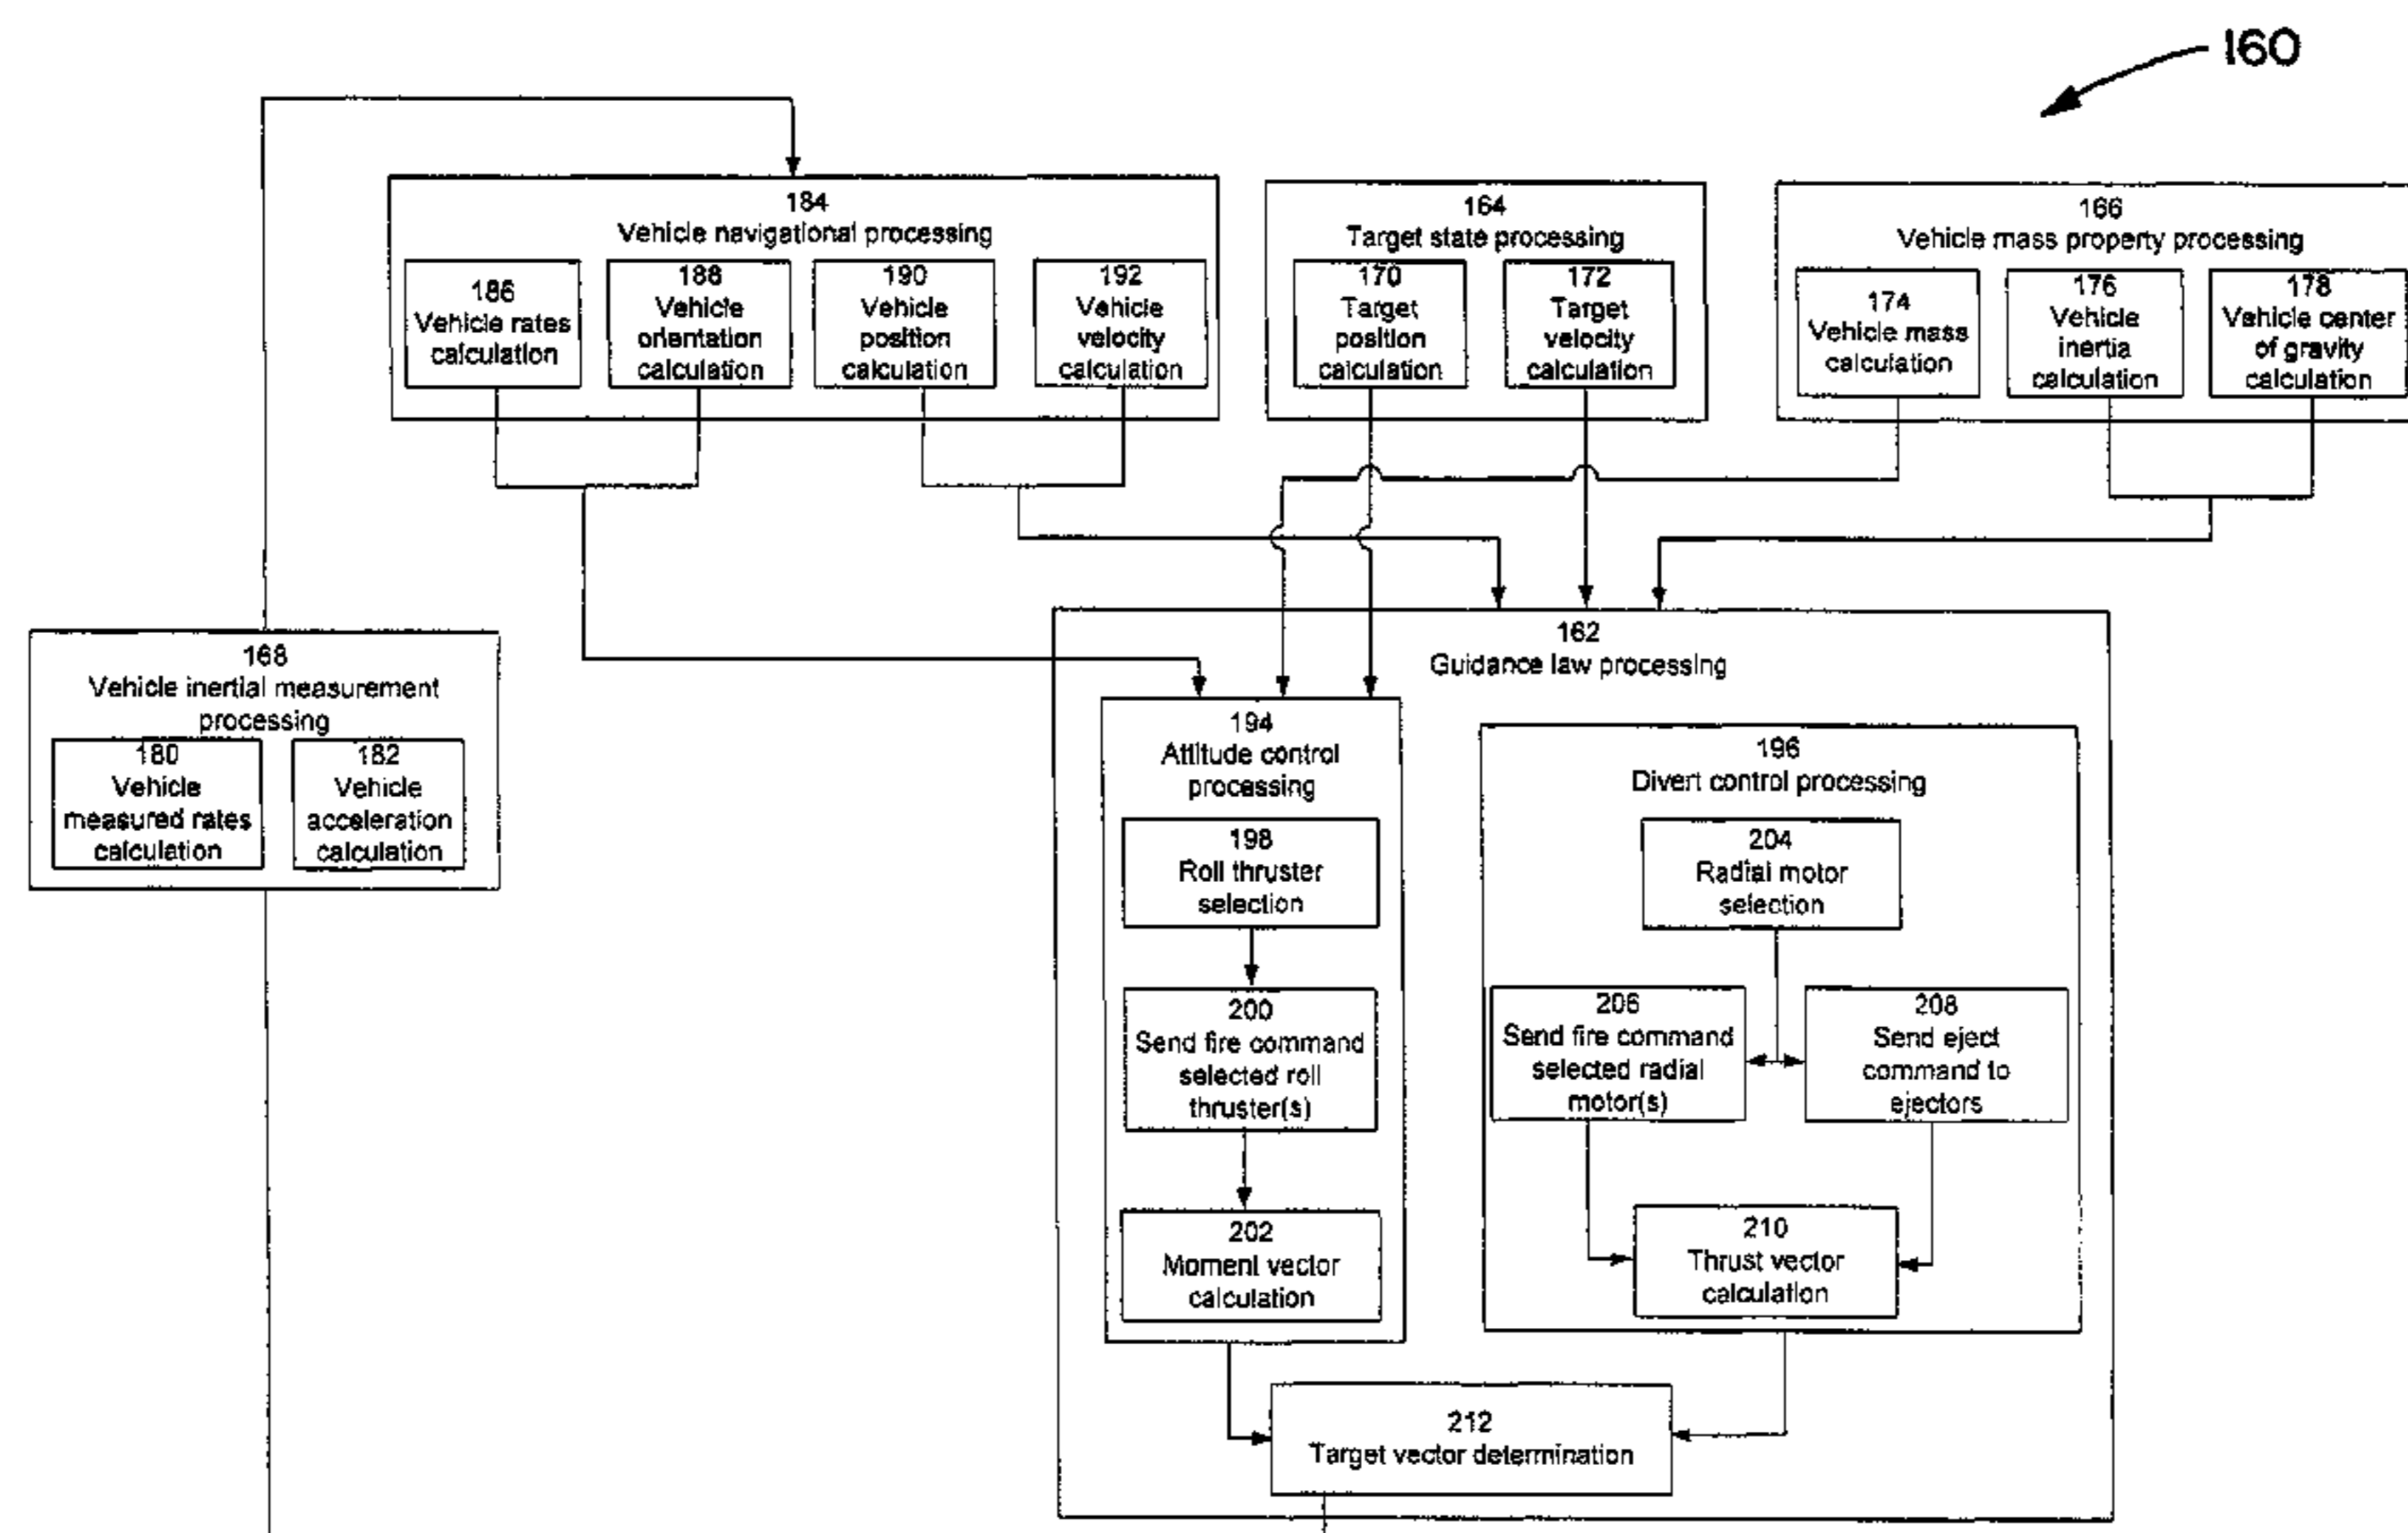 160
184
Vehicle navigational processing
186
Vehicle rates
calculation
188
Vehicle
orientation
calculation
190
Vehicle
position
calculation
192
Vehicle
velocity
calculation
164
Target state processing
170
Target
position
calculation
172
Target
velocity
calculation
166
Vehicle mass property processing
174
Vehicle mass
calculation
176
Vehicle
inertia
calculation
178
Vehicle center
of gravity
calculation
168
Vehicle inertial measurement
processing
180
Vehicle
measured rates
calculation
182
Vehicle
acceleration
calculation
162
Guidance law processing
194
Attitude control
processing
198
Roll thruster
selection
200
Send fire command
selected roll
thruster(s)
202
Moment vector
calculation
196
Divert control processing
204
Radial motor
selection
206
Send fire command
selected radial
motor(s)
208
Send eject
command to
ejectors
210
Thrust vector
calculation
212
Target vector determination